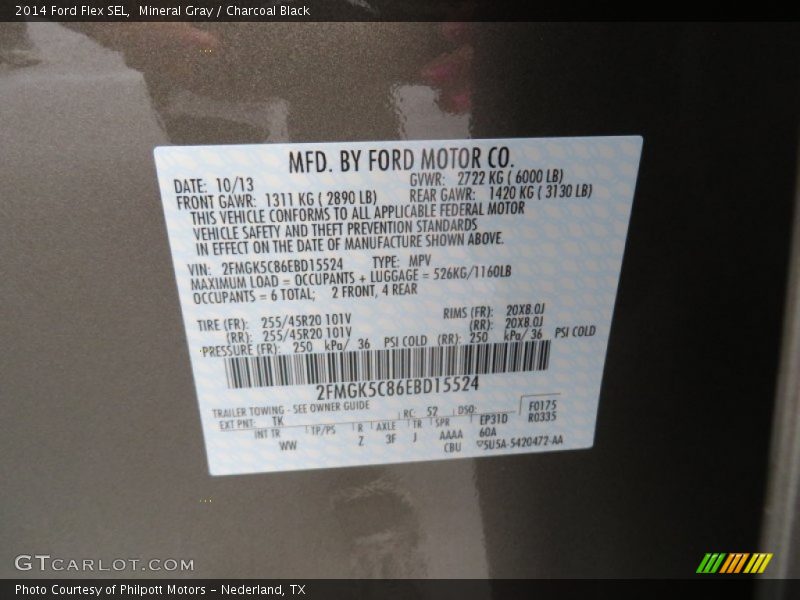 2014 Ford Flex SEL,  Mineral Gray / Charcoal Black
MFD. BY FORD MOTOR CO.
DATE: 10/13 GVWR: 2722 KG ( 6000 LB)
FRONT GAWR: 1311 KG ( 2890 LB) REAR GAWR: 1420 KG ( 3130 LB)
THIS VEHICLE CONFORMS TO ALL APPLICABLE FEDERAL MOTOR
VEHICLE SAFETY AND THEFT PREVENTION STANDARDS
IN EFFECT ON THE DATE OF MANUFACTURE SHOWN ABOVE.
VIN: 2FMGK5C86EBD15524 TYPE: MPV
MAXIMUM LOAD = OCCUPANTS + LUGGAGE = 526KG/1160LB
OCCUPANTS = 6 TOTAL; 2 FRONT, 4 REAR
TIRE (FR): 255/45R20 101V RIMS (FR): 20X8.0J
(RR): 255/45R20 101V (RR): 20X8.0J
PRESSURE (FR): 250 kPa/ 36 PSI COLD (RR): 250 kPa/ 36 PSI COLD
2FMGK5C86EBD15524
TRAILER TOWING - SEE OWNER GUIDE RC: 52 DSO: F0175
EXT PNT: TK EP31D R0335
INT TR TP/PS R AXLE TR SPR 60A
WW Z 3F J AAAA
CBU 5U5A-5420472-AA
GTCARLOT.COM
Photo Courtesy of Philpott Motors - Nederland, TX